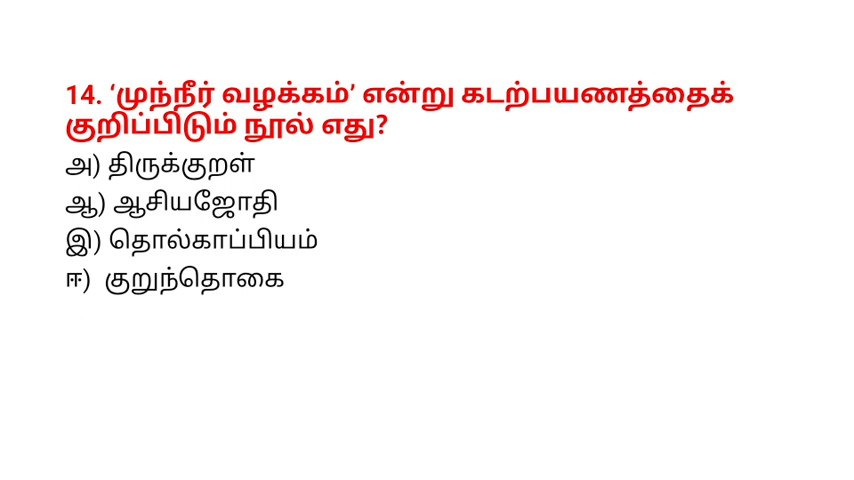 14. ‘முந்நீர் வழக்கம்’ என்று கடற்பயணத்தைக்
குறிப்பிடும் நூல் எது?
அ) திருக்குறள்
ஆ) ஆசியஜோதி
இ) தொல்காப்பியம்
ஈ) குறுந்தொகை